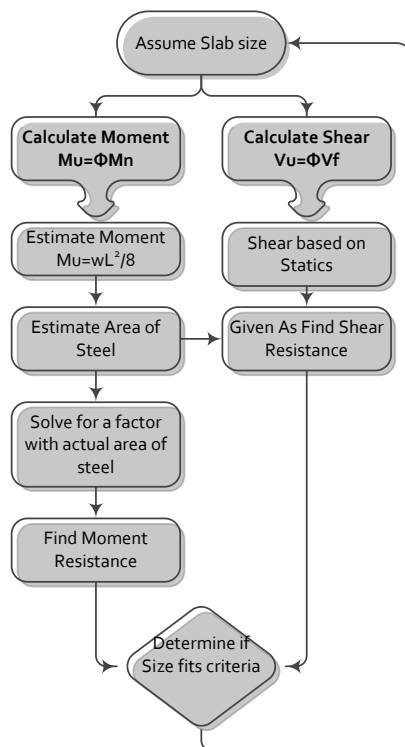 Assume Slab size
Calculate Moment
Mu=ΦMn
Calculate Shear
Vu=ΦVf
Estimate Moment
Mu=wL²/8
Shear based on
Statics
Estimate Area of
Steel
Given As Find Shear
Resistance
Solve for a factor
with actual area of
steel
Find Moment
Resistance
Determine if
Size fits criteria